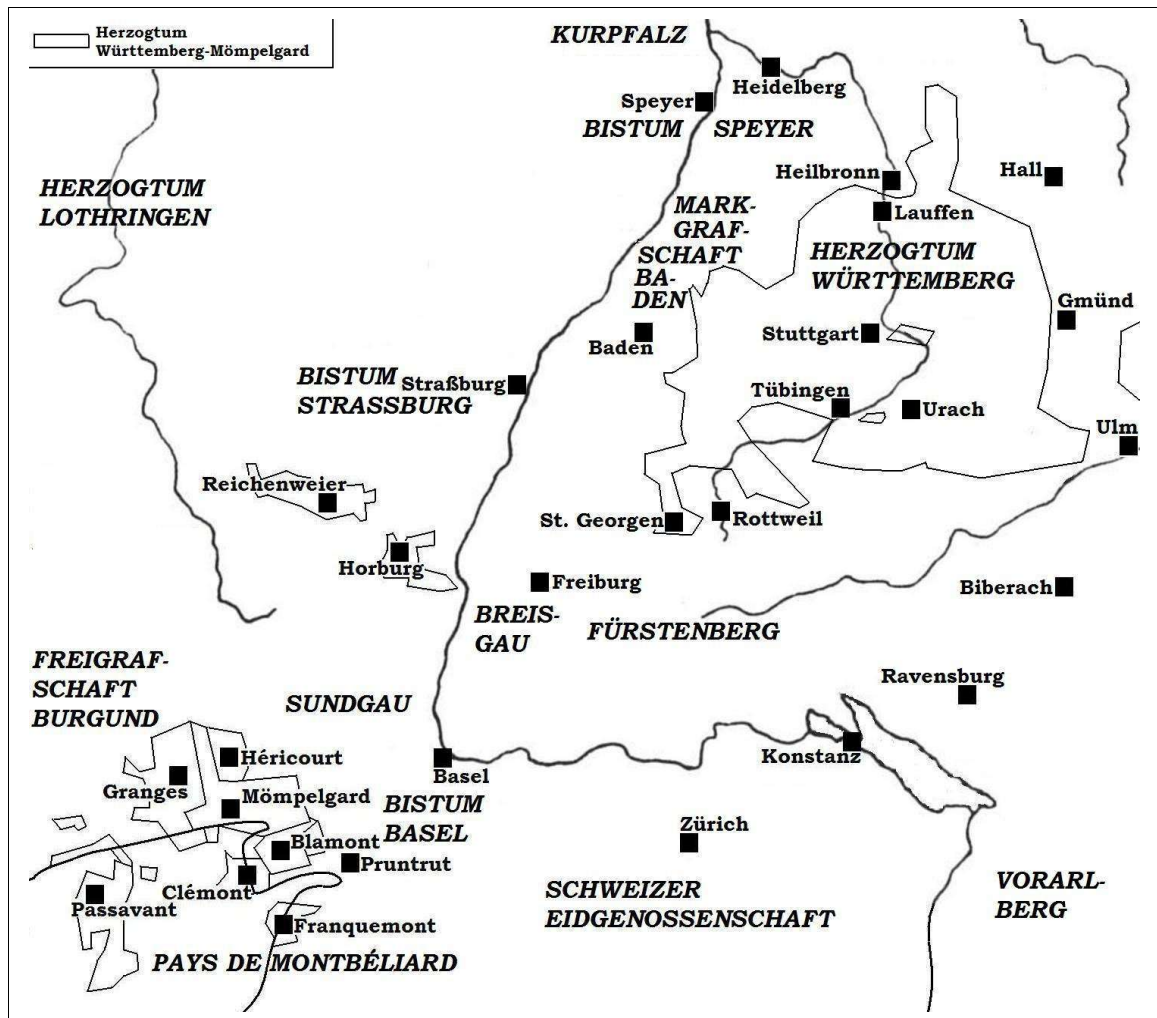 Herzogtum
Württemberg-Mömpelgard
KURPFALZ
Heidelberg
Speyer
BISTUM SPEYER
HERZOGTUM
LOTHRINGEN
Heilbronn
Hall
MARK-
GRAF-
SCHAFT
BA-
DEN
Lauffen
HERZOGTUM
WÜRTTEMBERG
Gmünd
Baden
Stuttgart
BISTUM
STRASSBURG
Straßburg
Tübingen
Urach
Ulm
Reichenweier
St. Georgen
Rottweil
Horburg
Freiburg
Biberach
BREIS-
GAU
FÜRSTENBERG
FREIGRAF-
SCHAFT
BURGUND
SUNDGAU
Ravensburg
Héricourt
Basel
Konstanz
Granges
Mömpelgard
BISTUM
BASEL
Zürich
Blamont
Pruntrut
Clémont
Passavant
SCHWEIZER
EIDGENOSSENSCHAFT
VORARL-
BERG
Franquemont
PAYS DE MONTBÉLIARD